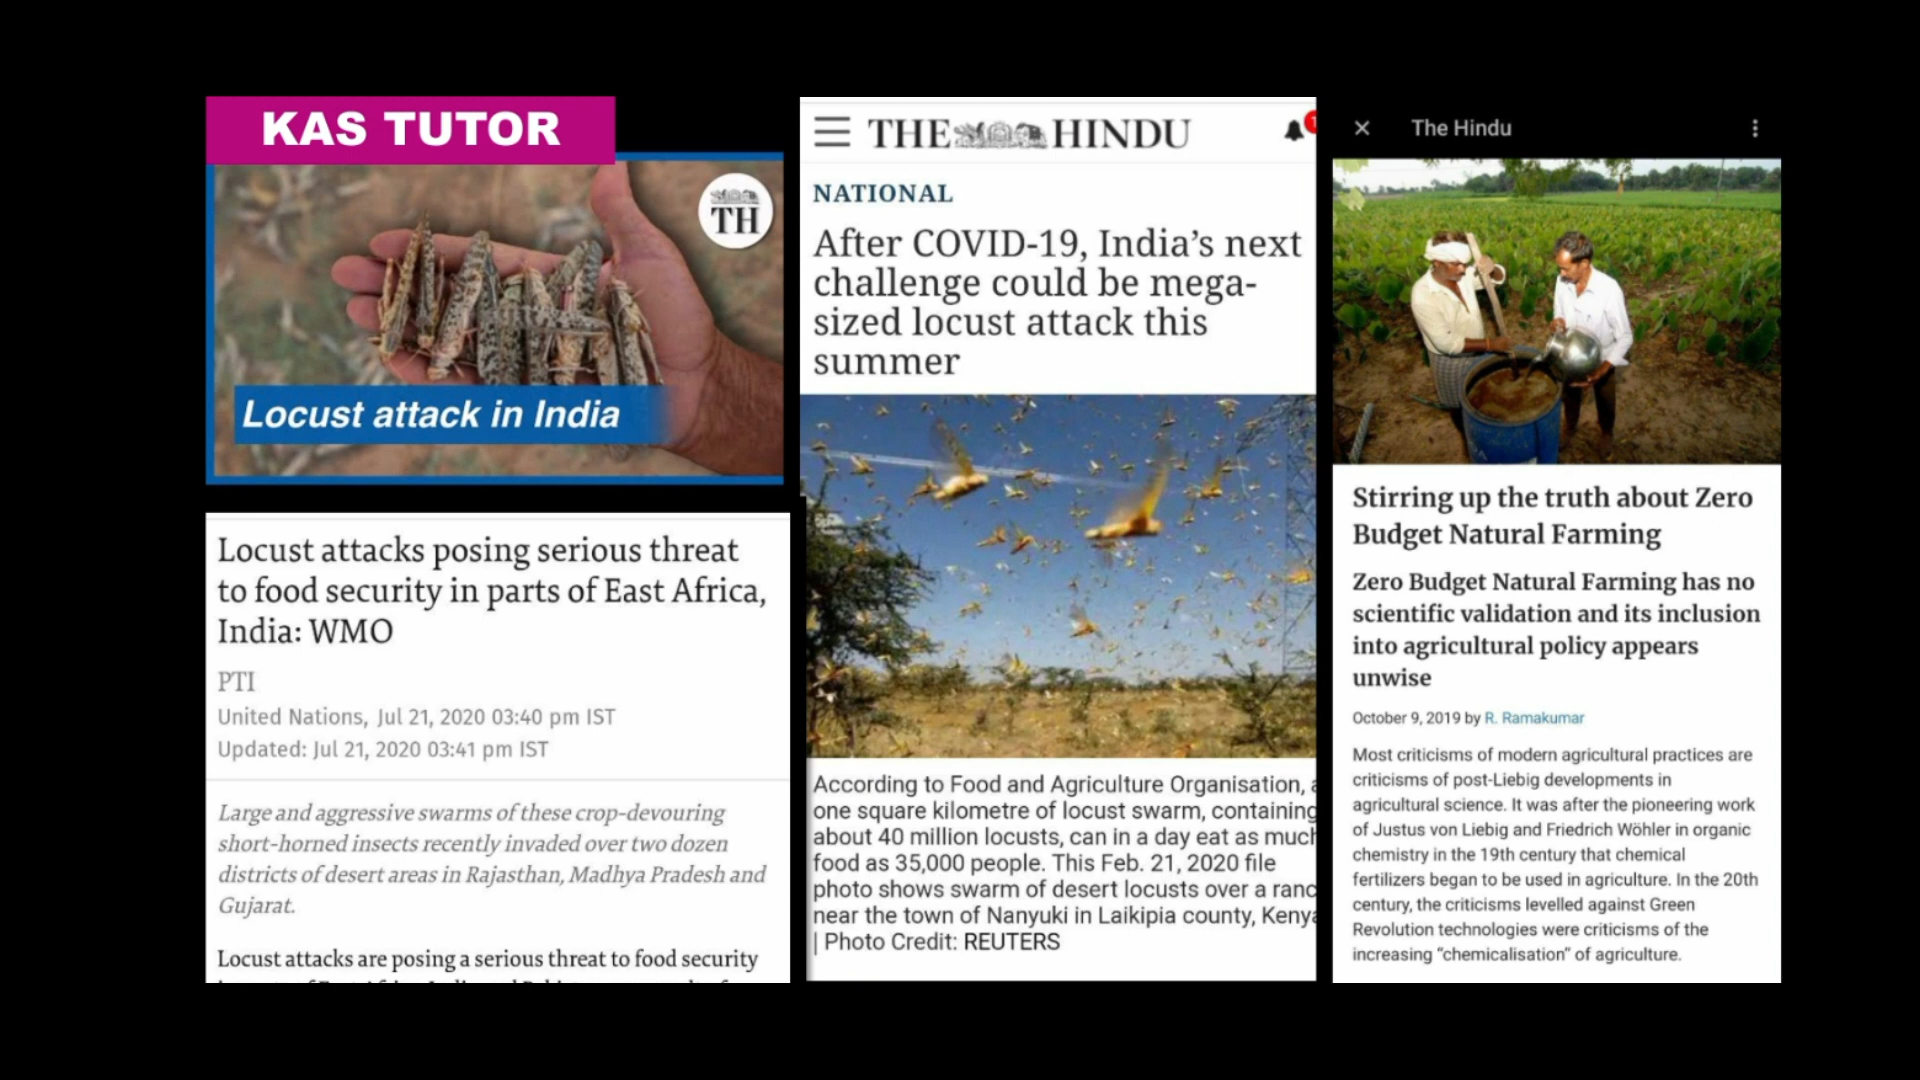 KAS TUTOR
TH
Locust attack in India
Locust attacks posing serious threat
to food security in parts of East Africa,
India: WMO
PTI
United Nations, Jul 21, 2020 03:40 pm IST
Updated: Jul 21, 2020 03:41 pm IST
Large and aggressive swarms of these crop-devouring
short-horned insects recently invaded over two dozen
districts of desert areas in Rajasthan, Madhya Pradesh and
Gujarat.
Locust attacks are posing a serious threat to food security
THE HINDU
1
NATIONAL
After COVID-19, India’s next
challenge could be mega-
sized locust attack this
summer
According to Food and Agriculture Organisation, a
one square kilometre of locust swarm, containing
about 40 million locusts, can in a day eat as much
food as 35,000 people. This Feb. 21, 2020 file
photo shows swarm of desert locusts over a ranc
near the town of Nanyuki in Laikipia county, Kenya
| Photo Credit: REUTERS
The Hindu
Stirring up the truth about Zero
Budget Natural Farming
Zero Budget Natural Farming has no
scientific validation and its inclusion
into agricultural policy appears
unwise
October 9, 2019 by R. Ramakumar
Most criticisms of modern agricultural practices are
criticisms of post-Liebig developments in
agricultural science. It was after the pioneering work
of Justus von Liebig and Friedrich Wöhler in organic
chemistry in the 19th century that chemical
fertilizers began to be used in agriculture. In the 20th
century, the criticisms levelled against Green
Revolution technologies were criticisms of the
increasing “chemicalisation” of agriculture.